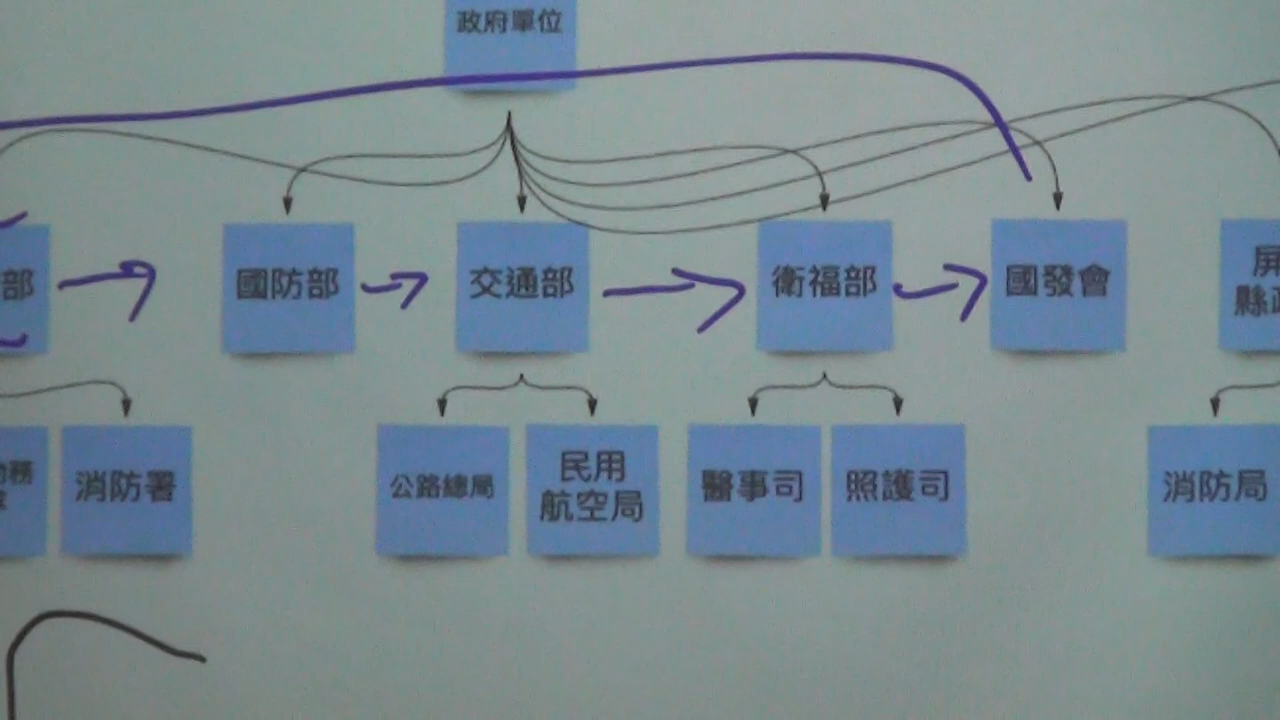 政府單位
部
國防部
交通部
衛福部
國發會
屏
縣
消防署
公路總局
民用
航空局
醫事司
照護司
消防局